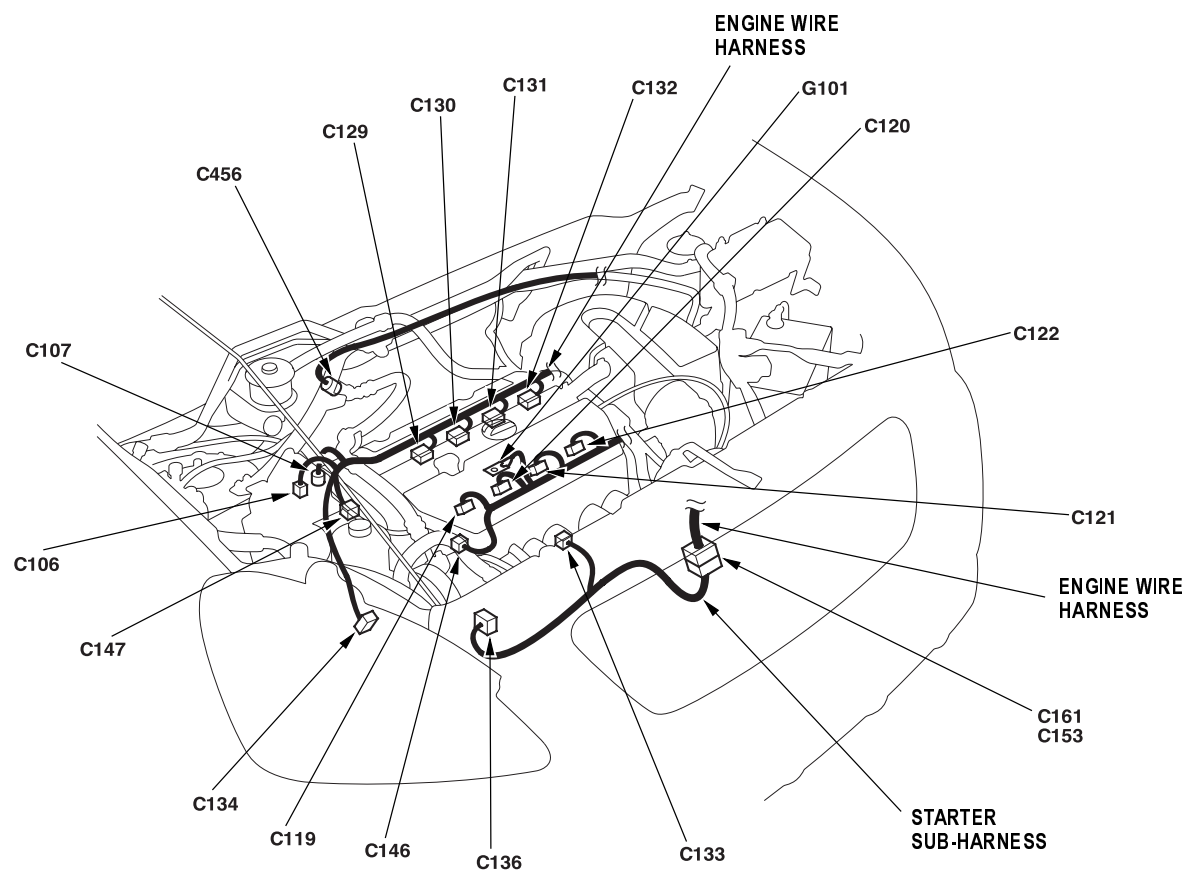 ENGINE WIRE
HARNESS
C131
C132
G101
C130
C120
C129
C456
C122
C107
C121
C106
ENGINE WIRE
HARNESS
C147
C161
C153
C134
STARTER
SUB-HARNESS
C119
C146
C136
C133